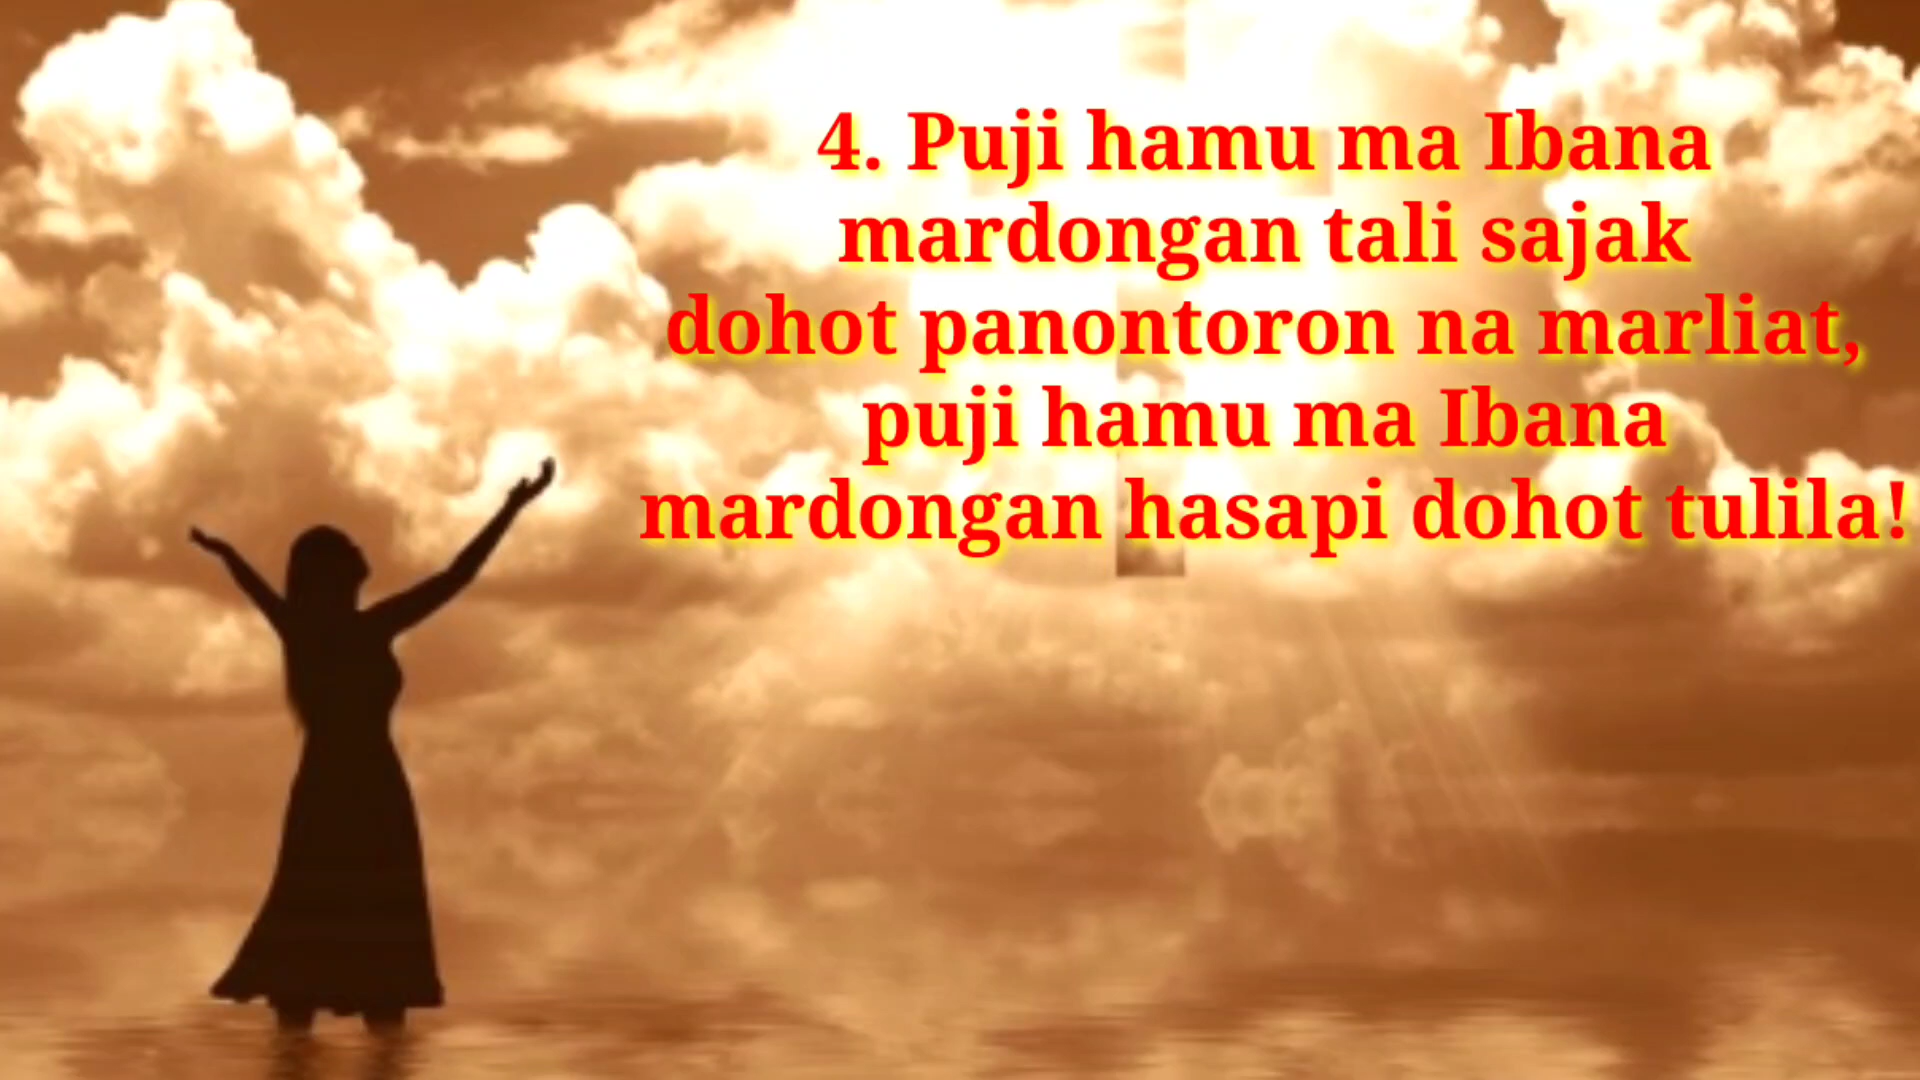 4. Puji hamu ma Ibana
mardongan tali sajak
dohot panontoron na marliat,
puji hamu ma Ibana
mardongan hasapi dohot tulila!